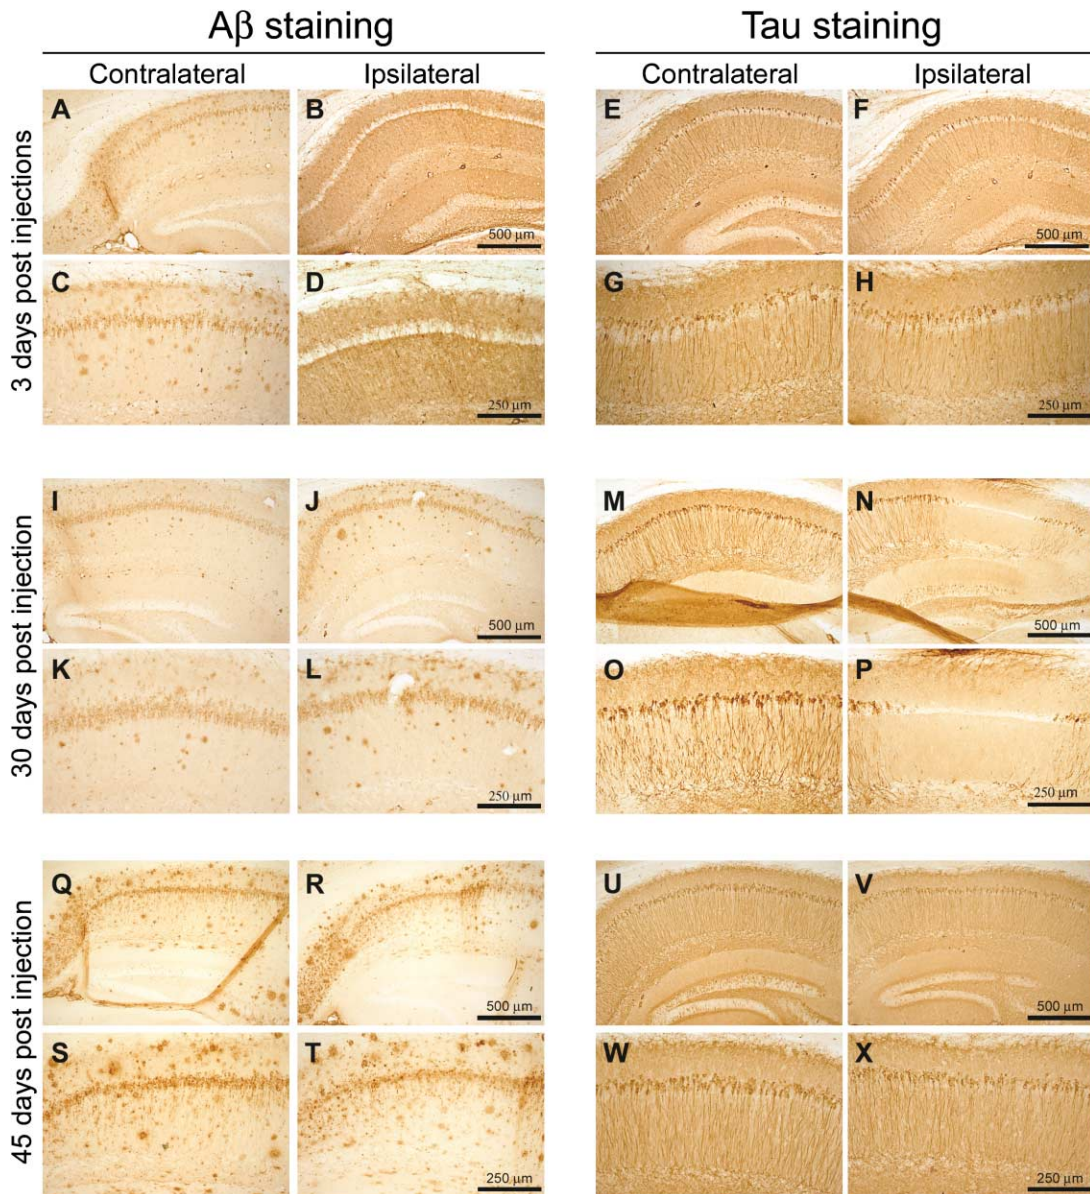 Aβ staining Tau staining
Contralateral Ipsilateral Contralateral Ipsilateral
3 days post injections
A B E F
500 μm 500 μm
C D G H
250 μm 250 μm
30 days post injection
I J M N
500 μm 500 μm
K L O P
250 μm 250 μm
45 days post injection
Q R U V
500 μm 500 μm
S T W X
250 μm 250 μm